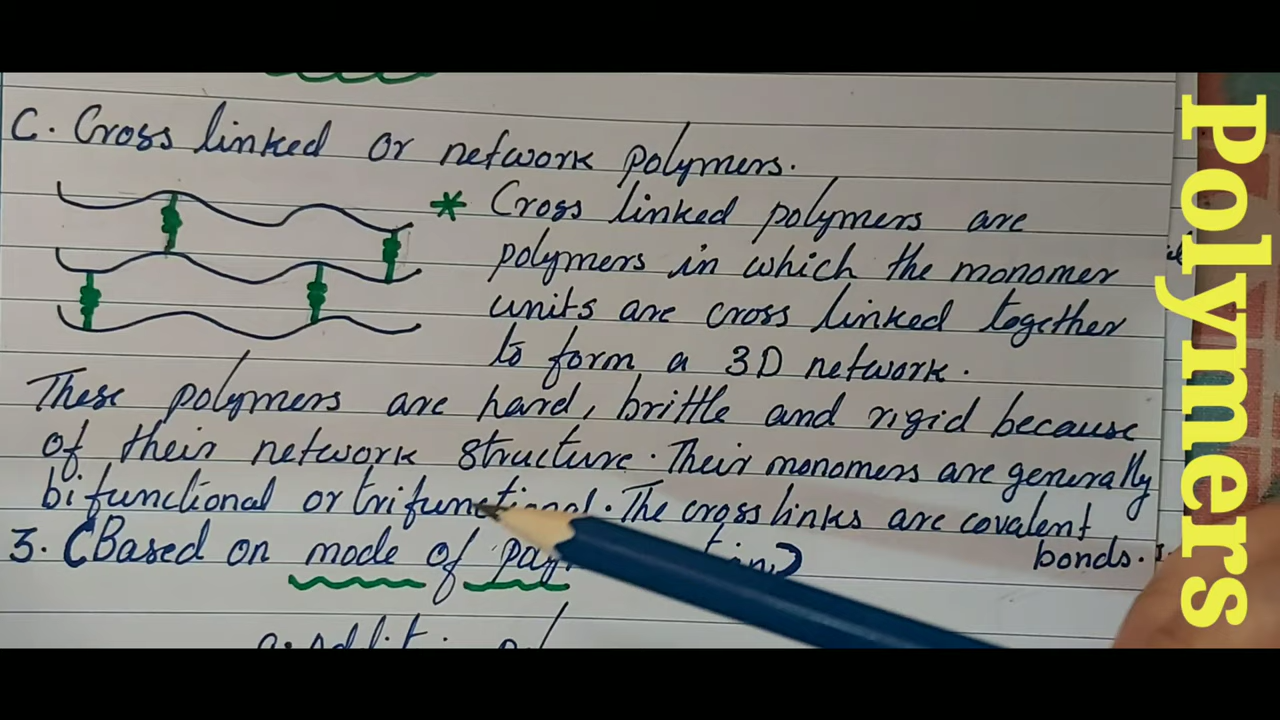 C. Cross linked or network polymers.
* Cross linked polymers are
polymers in which the monomer
units are cross linked together
to form a 3D network.
These polymers are hard, brittle and rigid because
of their network structure. Their monomers are generally
bifunctional or trifunctional. The cross links are covalent
bonds.
3. (Based on mode of
Polymers